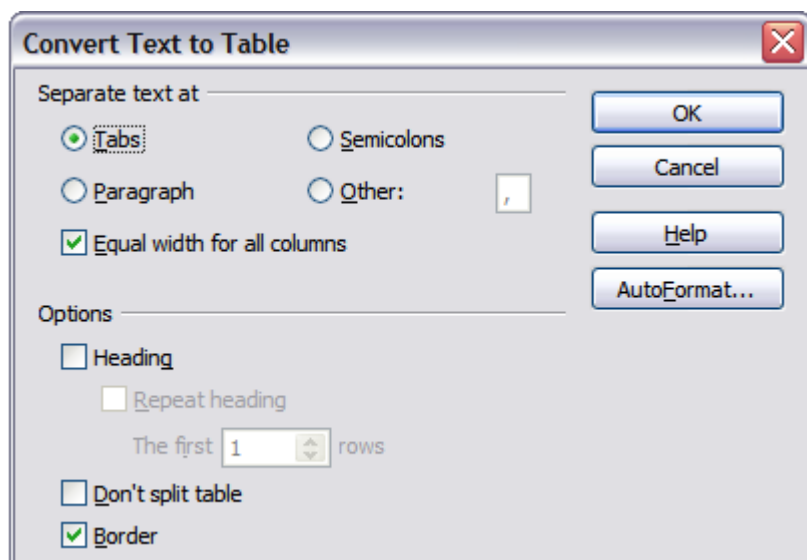 Convert Text to Table
Separate text at
Tabs
Semicolons
OK
Paragraph
Other:
,
Cancel
Equal width for all columns
Help
AutoFormat...
Options
Heading
Repeat heading
The first 1 rows
Don't split table
Border